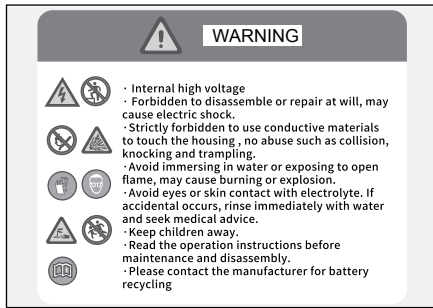 WARNING
· Internal high voltage
· Forbidden to disassemble or repair at will, may
cause electric shock.
·Strictly forbidden to use conductive materials
to touch the housing , no abuse such as collision,
knocking and trampling.
·Avoid immersing in water or exposing to open
flame, may cause burning or explosion.
·Avoid eyes or skin contact with electrolyte. If
accidental occurs, rinse immediately with water
and seek medical advice.
·Keep children away.
·Read the operation instructions before
maintenance and disassembly.
·Please contact the manufacturer for battery
recycling